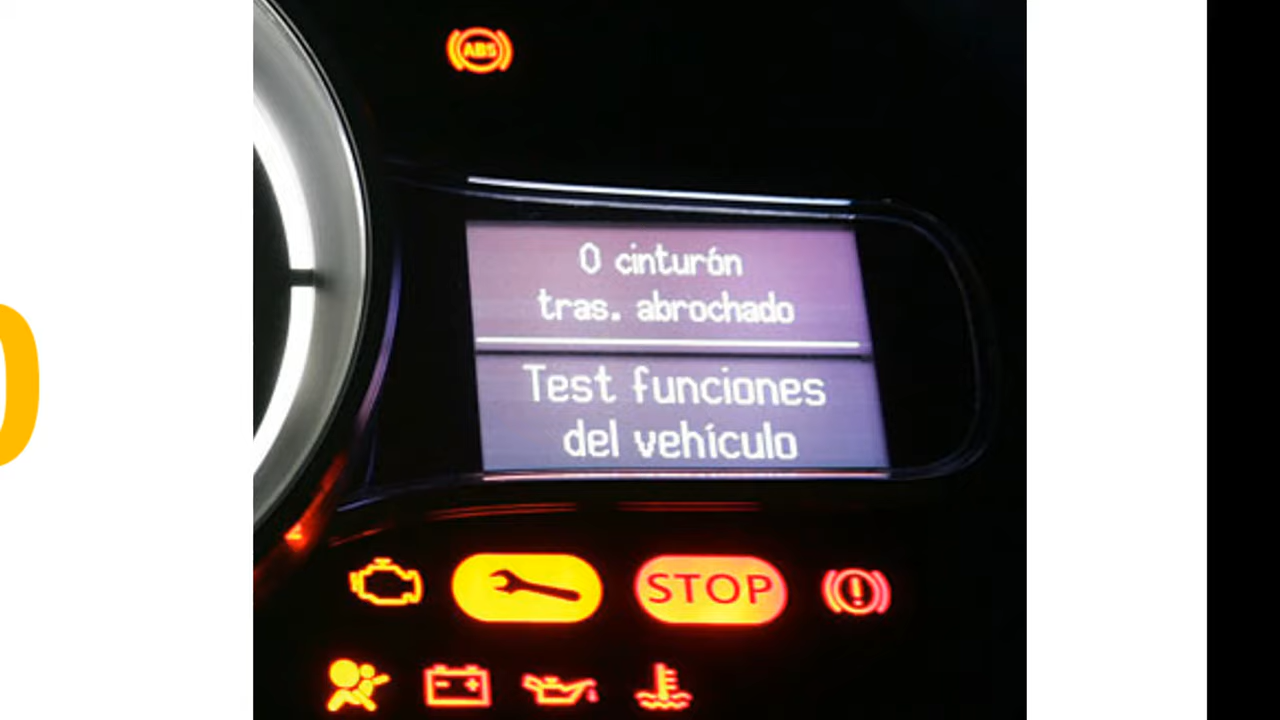 ABS
0 cinturón
tras. abrochado
Test funciones
del vehículo
STOP